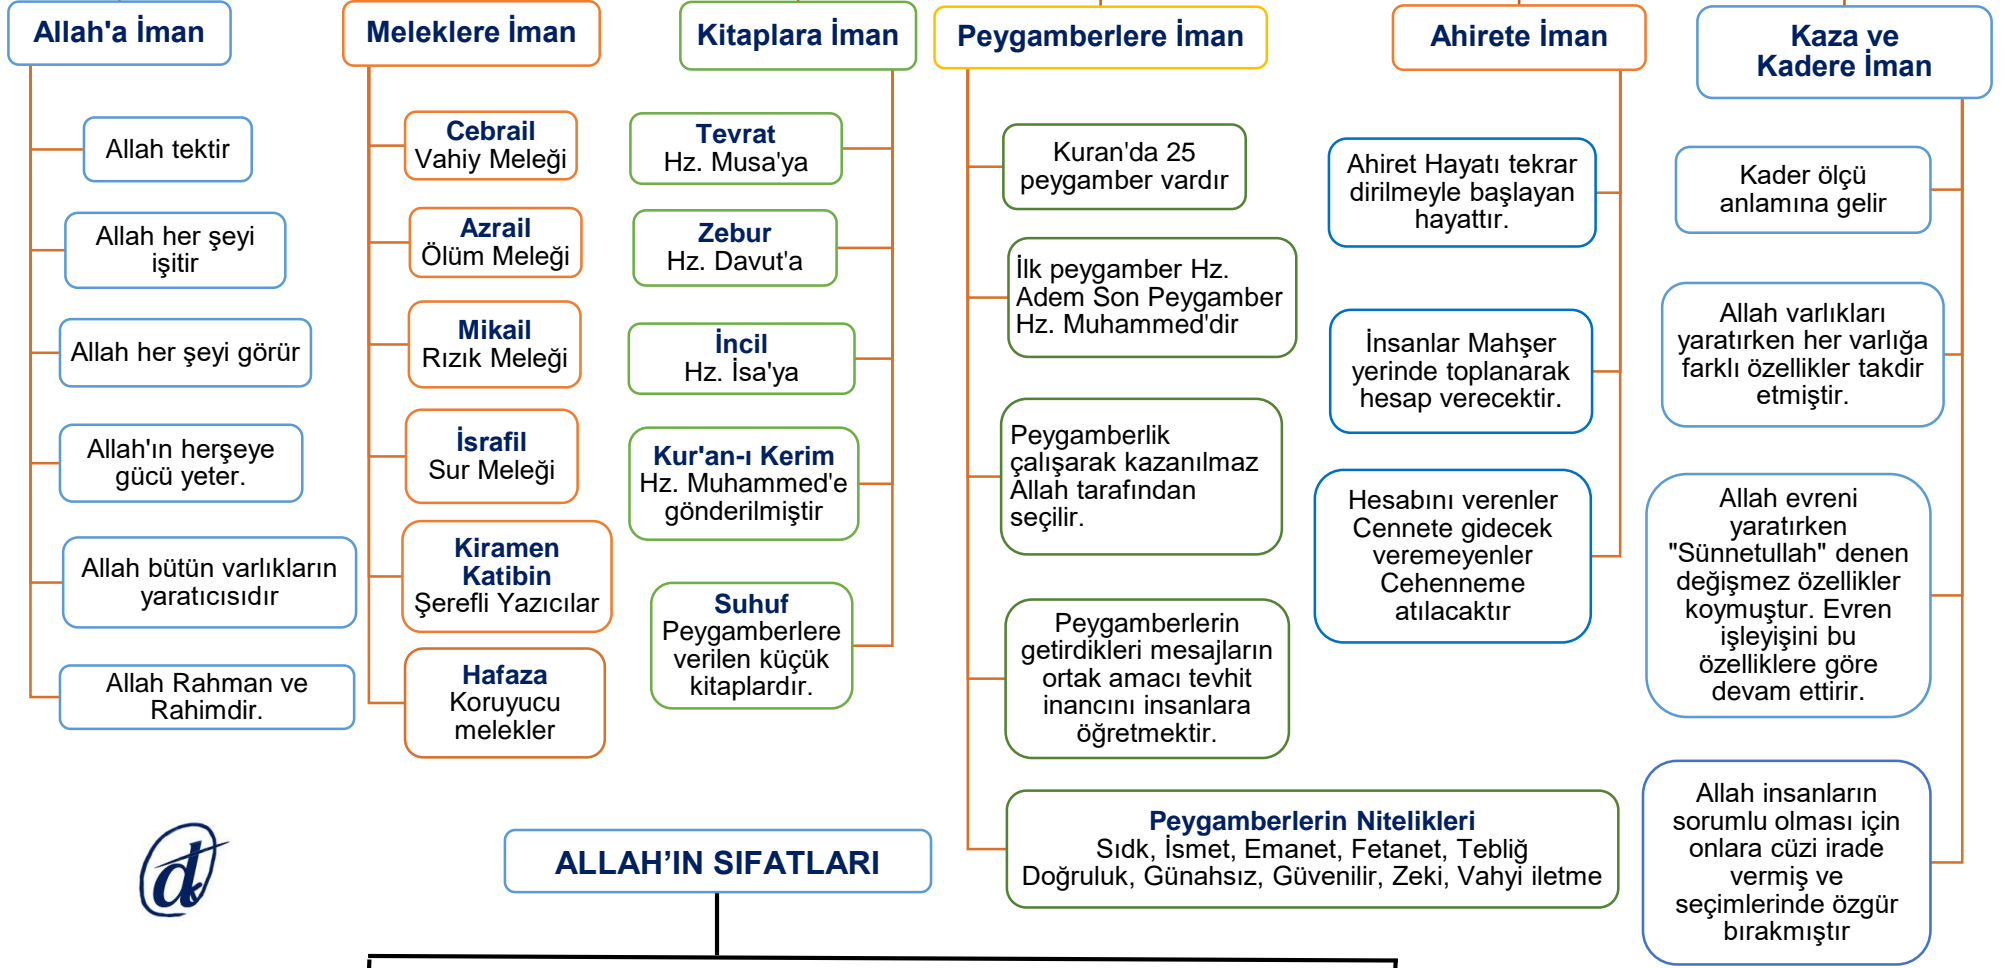 Allah'a İman
Allah tektir
Allah her şeyi
işitir
Allah her şeyi görür
Allah'ın herşeye
gücü yeter.
Allah bütün varlıkların
yaratıcısıdır
Allah Rahman ve
Rahimdir.
Meleklere İman
Cebrail
Vahiy Meleği
Azrail
Ölüm Meleği
Mikail
Rızık Meleği
İsrafil
Sur Meleği
Kiramen
Katibin
Şerefli Yazıcılar
Hafaza
Koruyucu
melekler
Kitaplara İman
Tevrat
Hz. Musa'ya
Zebur
Hz. Davut'a
İncil
Hz. İsa'ya
Kur'an-ı Kerim
Hz. Muhammed'e
gönderilmiştir
Suhuf
Peygamberlere
verilen küçük
kitaplardır.
Peygamberlere İman
Kuran'da 25
peygamber vardır
İlk peygamber Hz.
Adem Son Peygamber
Hz. Muhammed'dir
Peygamberlik
çalışarak kazanılmaz
Allah tarafından
seçilir.
Peygamberlerin
getirdikleri mesajların
ortak amacı tevhit
inancını insanlara
öğretmektir.
Peygamberlerin Nitelikleri
Sıdk, İsmet, Emanet, Fetanet, Tebliğ
Doğruluk, Günahsız, Güvenilir, Zeki, Vahyi iletme
Ahirete İman
Ahiret Hayatı tekrar
dirilmeyle başlayan
hayattır.
İnsanlar Mahşer
yerinde toplanarak
hesap verecektir.
Hesabını verenler
Cennete gidecek
veremeyenler
Cehenneme
atılacaktır
Kaza ve
Kadere İman
Kader ölçü
anlamına gelir
Allah varlıkları
yaratırken her varlığa
farklı özellikler takdir
etmiştir.
Allah evreni
yaratırken
"Sünnetullah" denen
değişmez özellikler
koymuştur. Evren
işleyişini bu
özelliklere göre
devam ettirir.
Allah insanların
sorumlu olması için
onlara cüzi irade
vermiş ve
seçimlerinde özgür
bırakmıştır
ALLAH’IN SIFATLARI